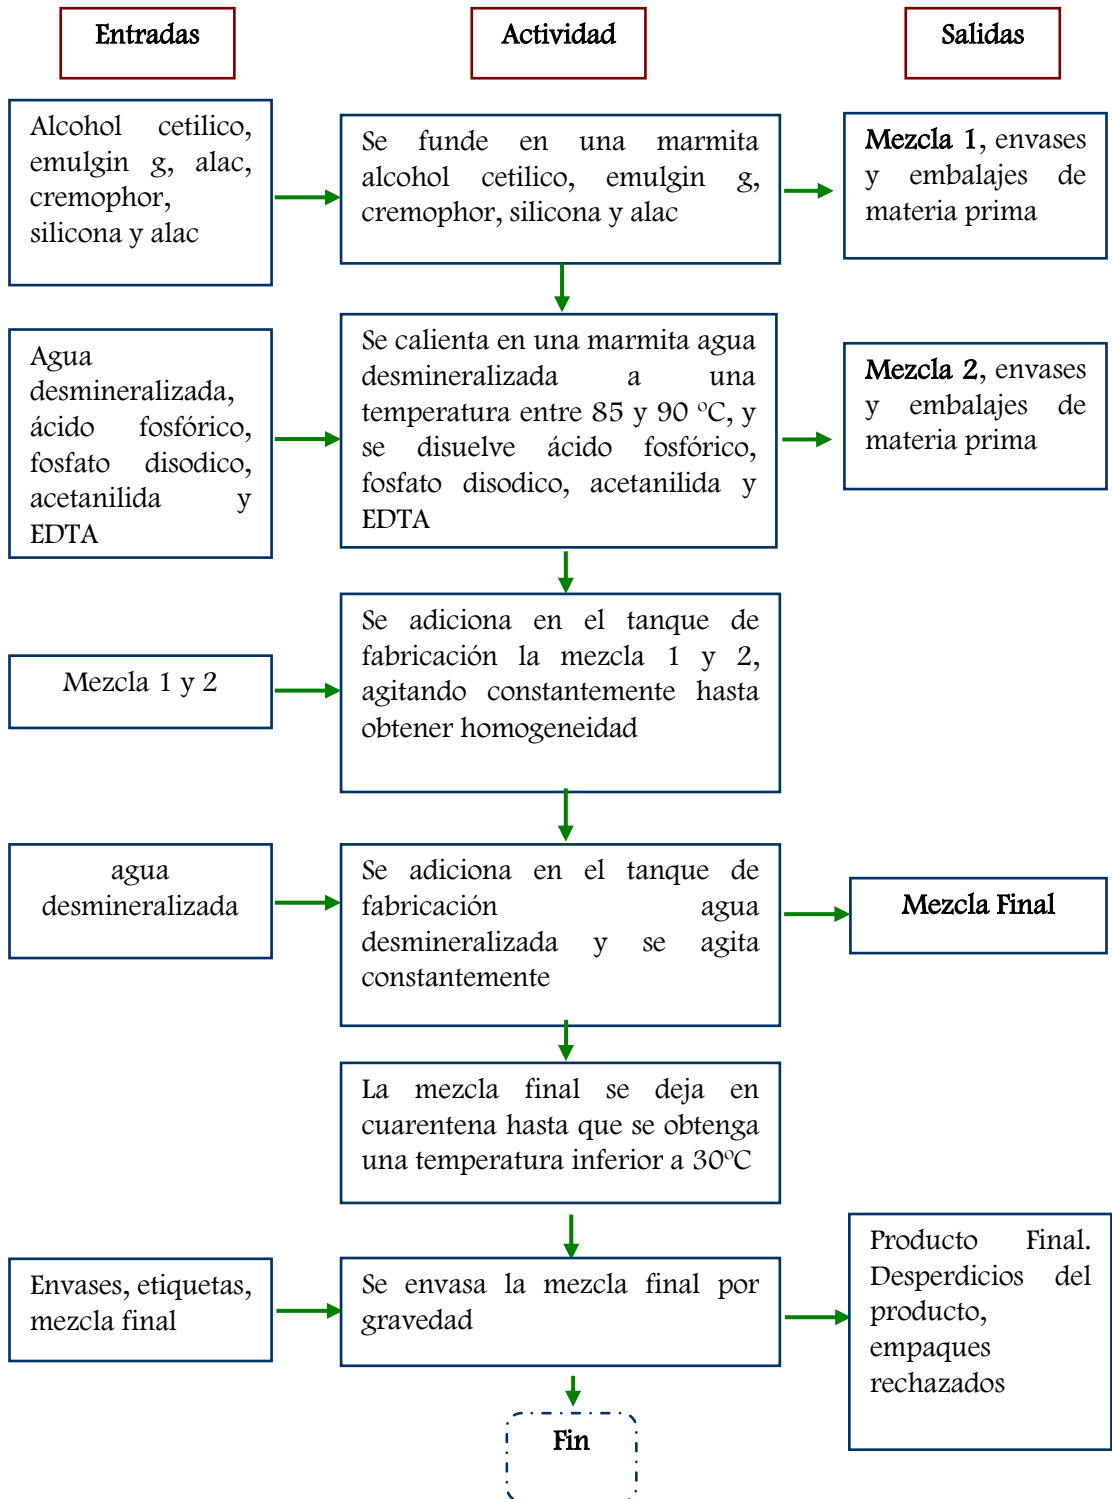 Entradas
Actividad
Salidas
Alcohol cetilico,
emulgin g, alac,
cremophor,
silicona y alac
Se funde en una marmita
alcohol cetilico, emulgin g,
cremophor, silicona y alac
Mezcla 1, envases
y embalajes de
materia prima
Agua
desmineralizada,
ácido fosfórico,
fosfato disodico,
acetanilida y
EDTA
Se calienta en una marmita agua
desmineralizada a una
temperatura entre 85 y 90 ºC, y
se disuelve ácido fosfórico,
fosfato disodico, acetanilida y
EDTA
Mezcla 2, envases
y embalajes de
materia prima
Mezcla 1 y 2
Se adiciona en el tanque de
fabricación la mezcla 1 y 2,
agitando constantemente hasta
obtener homogeneidad
agua
desmineralizada
Se adiciona en el tanque de
fabricación agua
desmineralizada y se agita
constantemente
Mezcla Final
La mezcla final se deja en
cuarentena hasta que se obtenga
una temperatura inferior a 30ºC
Envases, etiquetas,
mezcla final
Se envasa la mezcla final por
gravedad
Producto Final.
Desperdicios del
producto,
empaques
rechazados
Fin